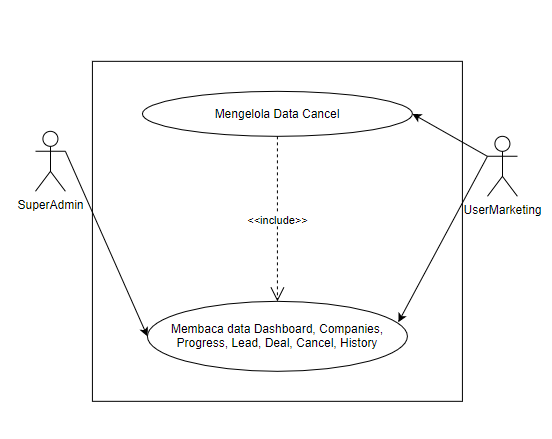 Mengelola Data Cancel
SuperAdmin
UserMarketing
<<include>>
Membaca data Dashboard, Companies,
Progress, Lead, Deal, Cancel, History